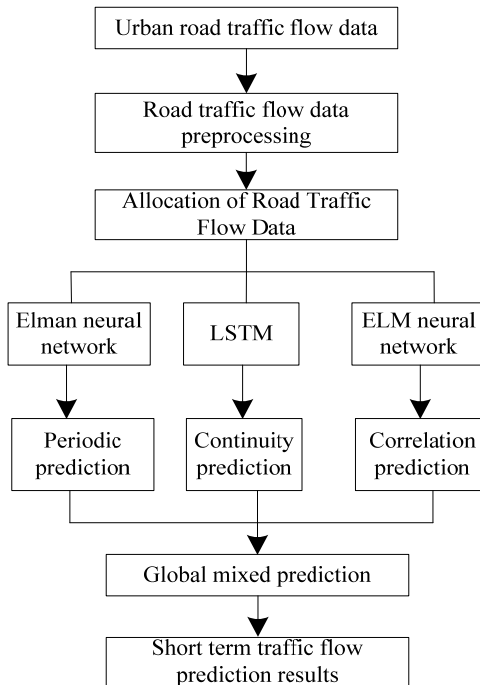 Urban road traffic flow data
Road traffic flow data
preprocessing
Allocation of Road Traffic
Flow Data
Elman neural
network
LSTM
ELM neural
network
Periodic
prediction
Continuity
prediction
Correlation
prediction
Global mixed prediction
Short term traffic flow
prediction results